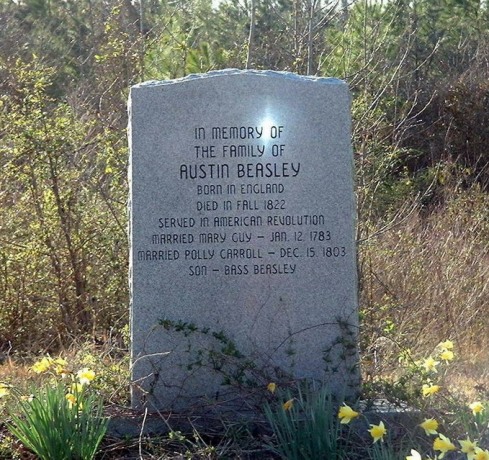 IN MEMORY OF
THE FAMILY OF
AUSTIN BEASLEY
BORN IN ENGLAND
DIED IN FALL 1822
SERVED IN AMERICAN REVOLUTION
MARRIED MARY GUY – JAN. 12. 1783
MARRIED POLLY CARROLL – DEC. 15. 1803
SON – BASS BEASLEY